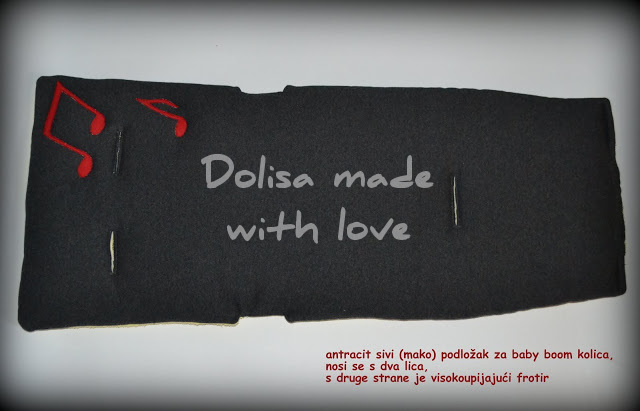 Dolisa made
with love
antracit sivi (mako) podložak za baby boom kolica,
nosi se s dva lica,
s druge strane je visokoupijajući frotir